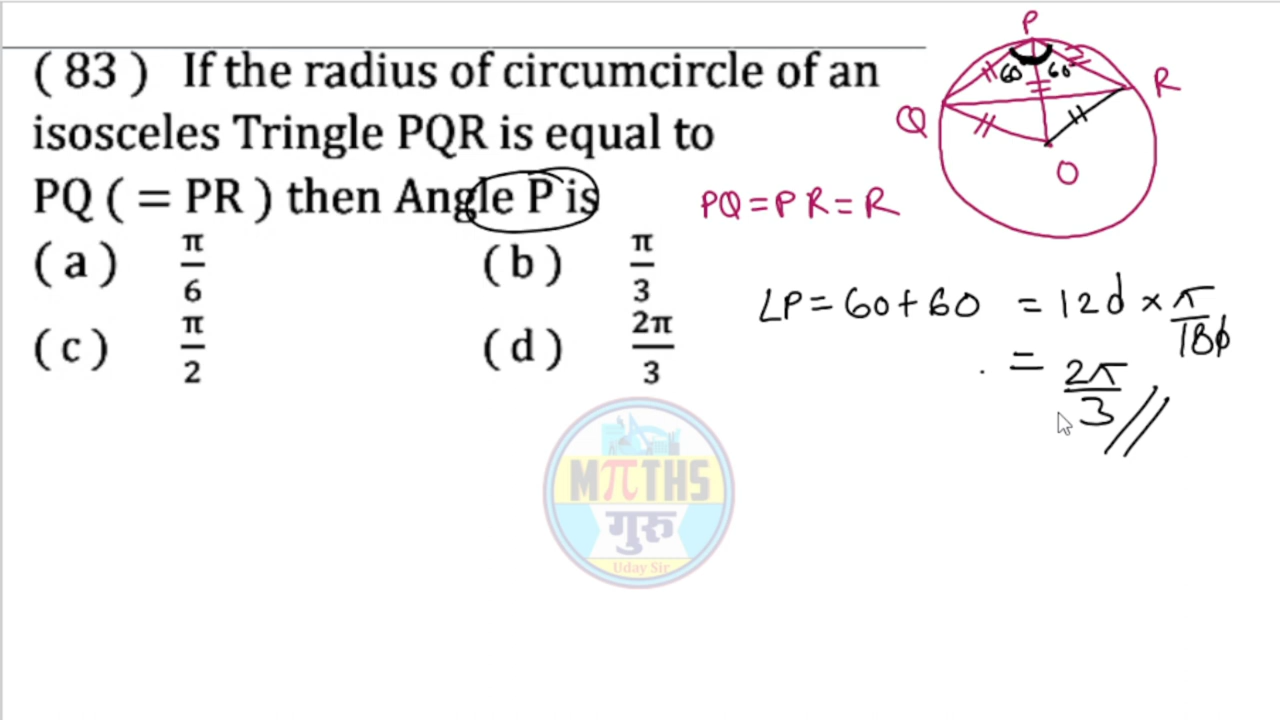 ( 83 ) If the radius of circumcircle of an
isosceles Tringle PQR is equal to
PQ ( = PR ) then Angle P is
( a ) π/6 ( b ) π/3
( c ) π/2 ( d ) 2π/3
P
60 60
Q R
O
PQ = PR = R
∠P = 60 + 60 = 120 × π/180
= 2π/3 //
MπTHS
गुरु
Uday Sir